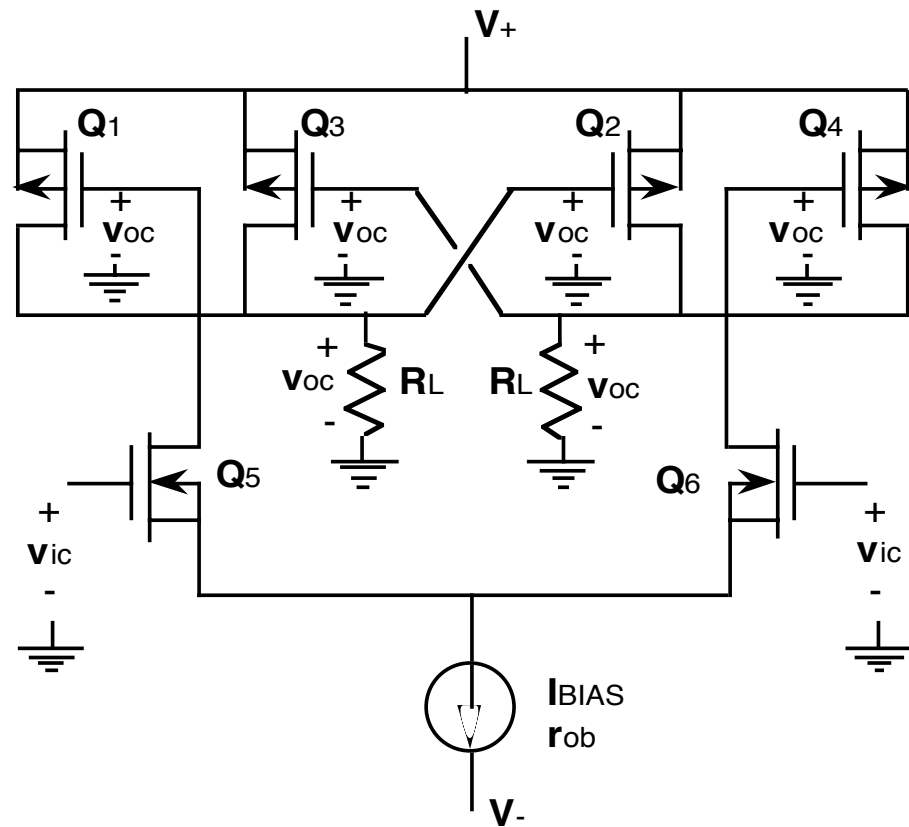 V+
Q1
Q3
Q2
Q4
+
voc
-
+
voc
-
+
voc
-
+
voc
-
+
voc
-
RL
RL
+
voc
-
Q5
Q6
+
vic
-
+
vic
-
IBIAS
rob
V-